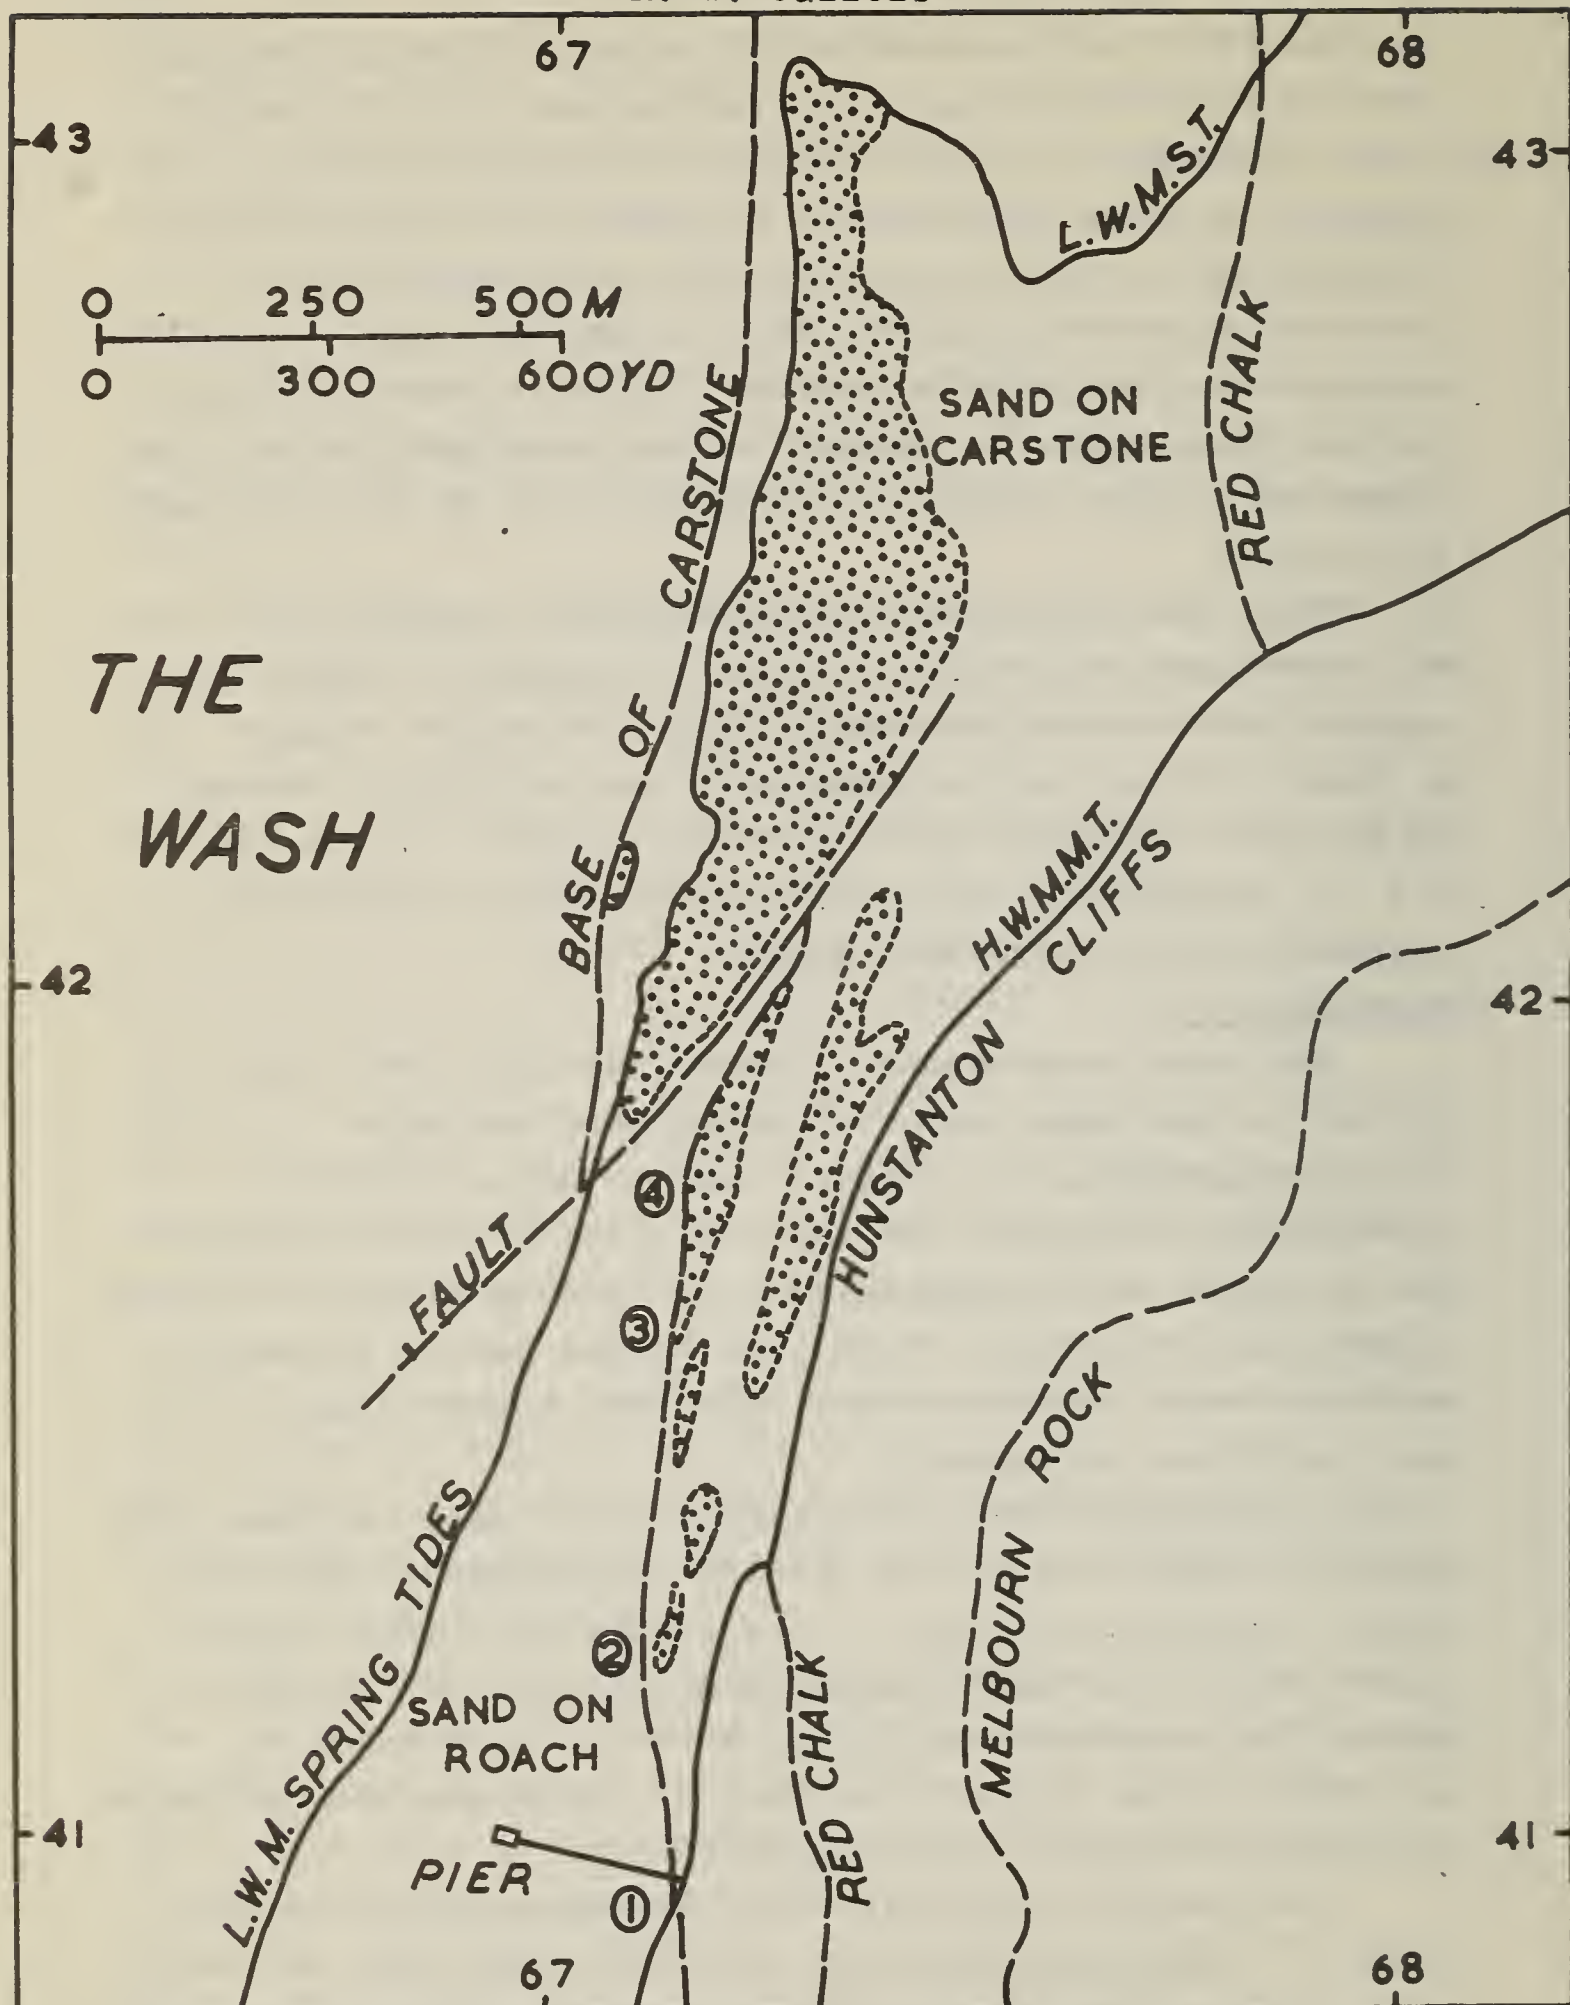 67
68
43
43
L.W.M.S.T.
0 250 500M
0 300 600YD
RED CHALK
SAND ON
CARSTONE
BASE OF CARSTONE
THE
WASH
H.W.M.M.T.
HUNSTANTON CLIFFS
42
42
4
FAULT
3
MELBOURN ROCK
2
SAND ON
ROACH
L.W.M. SPRING TIDES
RED CHALK
41
41
PIER
1
67
68